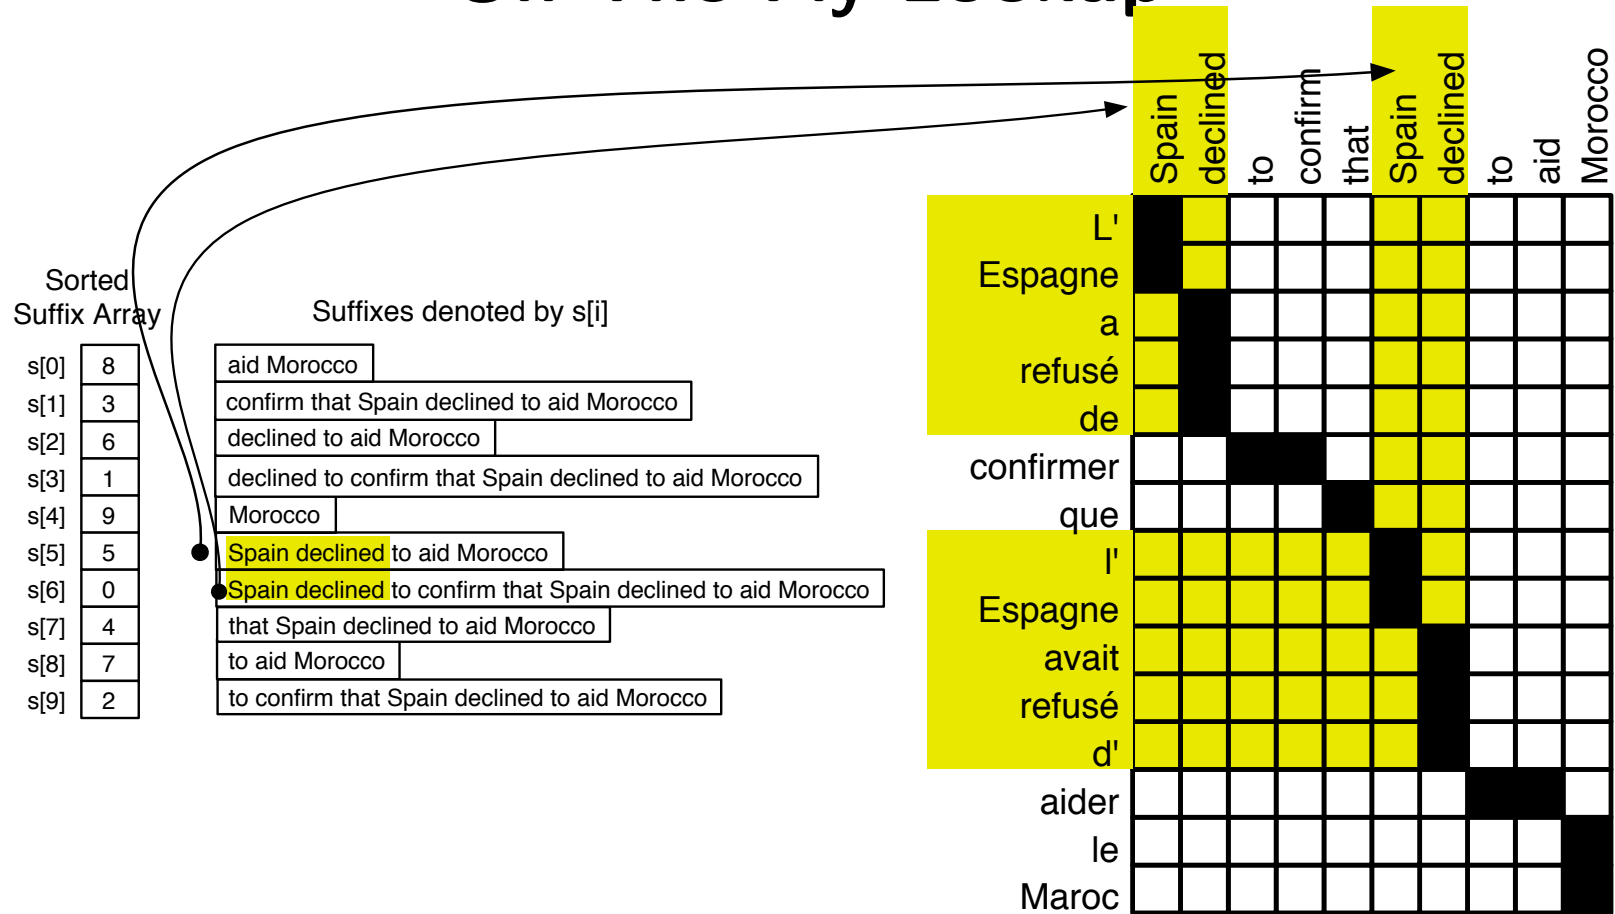 Spain declined to confirm that Spain declined to aid Morocco
L'
Espagne
a
refusé
de
confirmer
que
l'
Espagne
avait
refusé
d'
aider
le
Maroc
Sorted
Suffix Array
Suffixes denoted by s[i]
s[0] 8 aid Morocco
s[1] 3 confirm that Spain declined to aid Morocco
s[2] 6 declined to aid Morocco
s[3] 1 declined to confirm that Spain declined to aid Morocco
s[4] 9 Morocco
s[5] 5 Spain declined to aid Morocco
s[6] 0 Spain declined to confirm that Spain declined to aid Morocco
s[7] 4 that Spain declined to aid Morocco
s[8] 7 to aid Morocco
s[9] 2 to confirm that Spain declined to aid Morocco